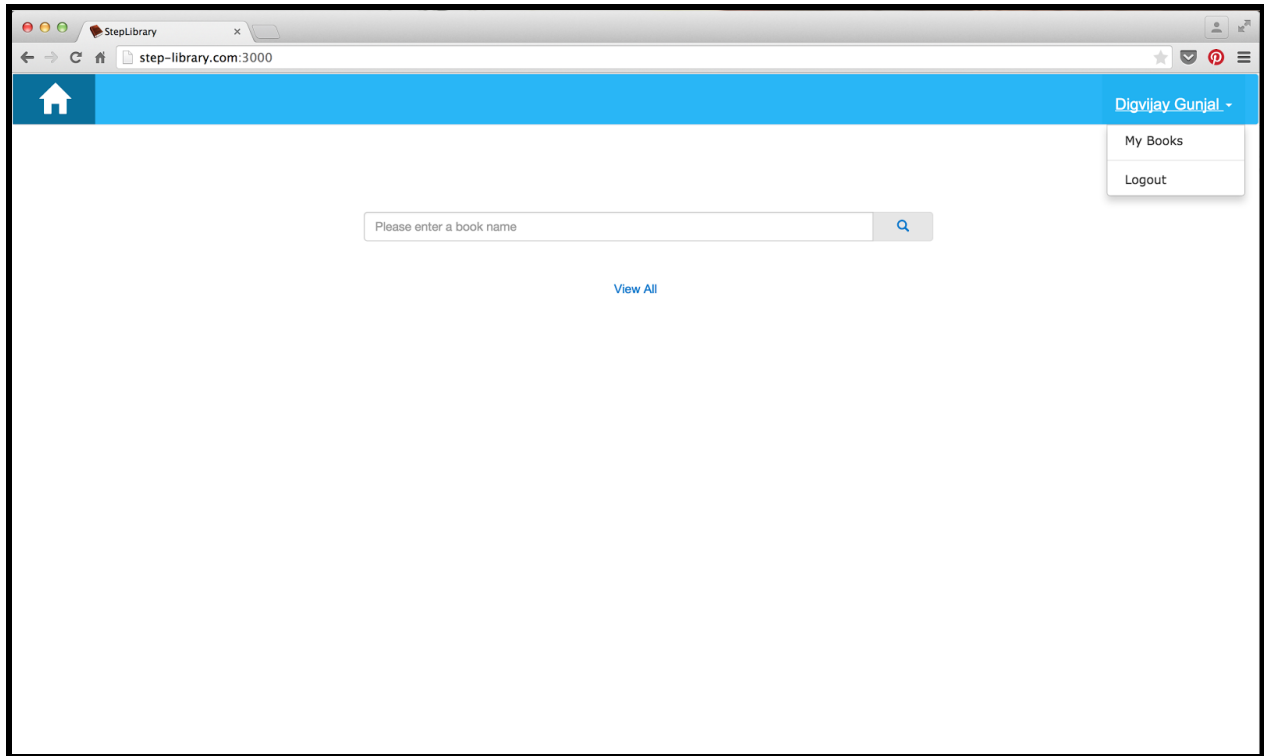 StepLibrary
step-library.com:3000
Digvijay Gunjal
My Books
Logout
Please enter a book name
View All